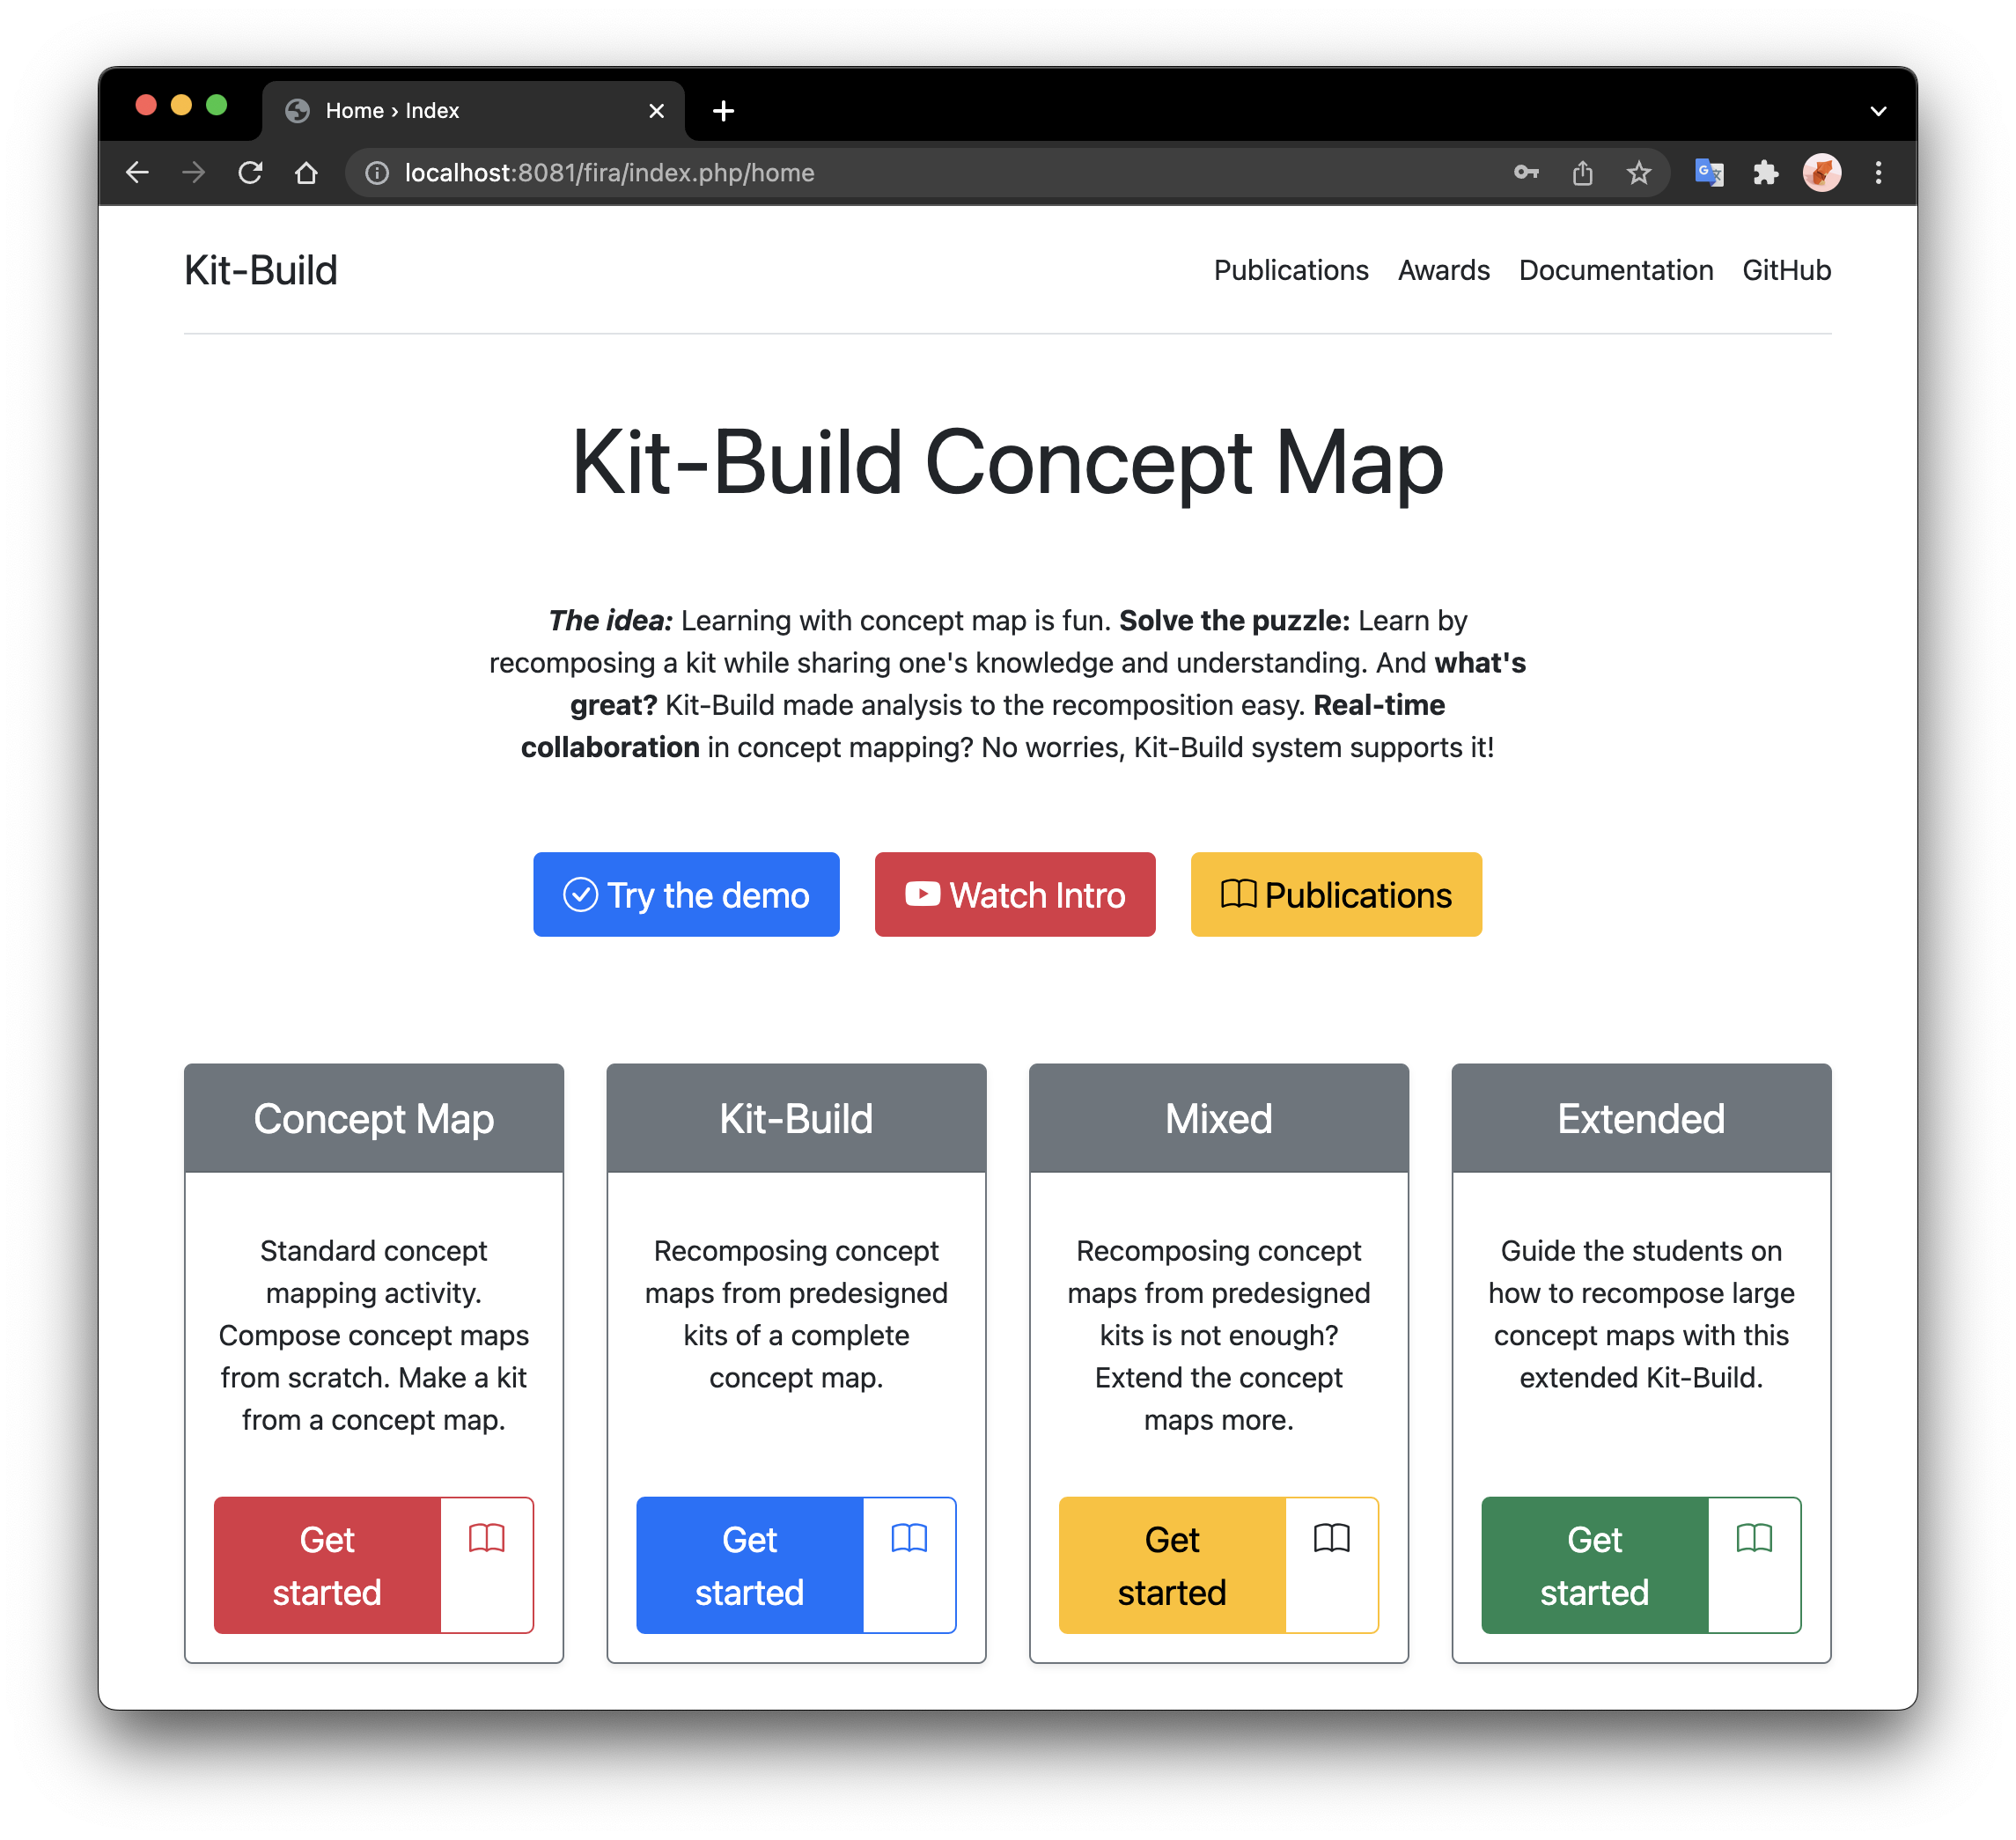 Home › Index
localhost:8081/fira/index.php/home
Kit-Build
Publications Awards Documentation GitHub
Kit-Build Concept Map
The idea: Learning with concept map is fun. Solve the puzzle: Learn by
recomposing a kit while sharing one's knowledge and understanding. And what's
great? Kit-Build made analysis to the recomposition easy. Real-time
collaboration in concept mapping? No worries, Kit-Build system supports it!
Try the demo
Watch Intro
Publications
Concept Map
Standard concept
mapping activity.
Compose concept maps
from scratch. Make a kit
from a concept map.
Get
started
Kit-Build
Recomposing concept
maps from predesigned
kits of a complete
concept map.
Get
started
Mixed
Recomposing concept
maps from predesigned
kits is not enough?
Extend the concept
maps more.
Get
started
Extended
Guide the students on
how to recompose large
concept maps with this
extended Kit-Build.
Get
started